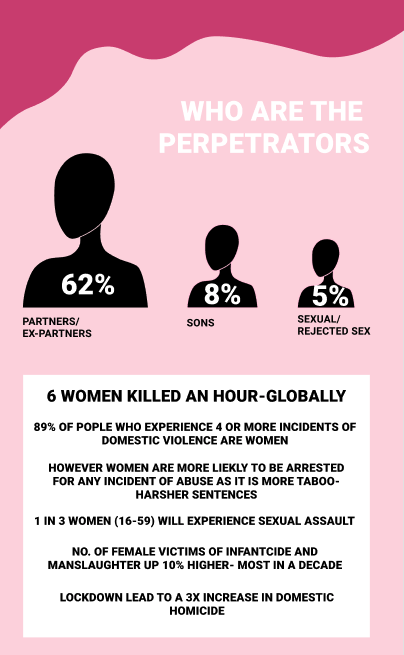 WHO ARE THE
PERPETRATORS
62%
8%
5%
PARTNERS/
EX-PARTNERS
SONS
SEXUAL/
REJECTED SEX
6 WOMEN KILLED AN HOUR-GLOBALLY
89% OF POPLE WHO EXPERIENCE 4 OR MORE INCIDENTS OF
DOMESTIC VIOLENCE ARE WOMEN
HOWEVER WOMEN ARE MORE LIEKLY TO BE ARRESTED
FOR ANY INCIDENT OF ABUSE AS IT IS MORE TABOO-
HARSHER SENTENCES
1 IN 3 WOMEN (16-59) WILL EXPERIENCE SEXUAL ASSAULT
NO. OF FEMALE VICTIMS OF INFANTCIDE AND
MANSLAUGHTER UP 10% HIGHER- MOST IN A DECADE
LOCKDOWN LEAD TO A 3X INCREASE IN DOMESTIC
HOMICIDE